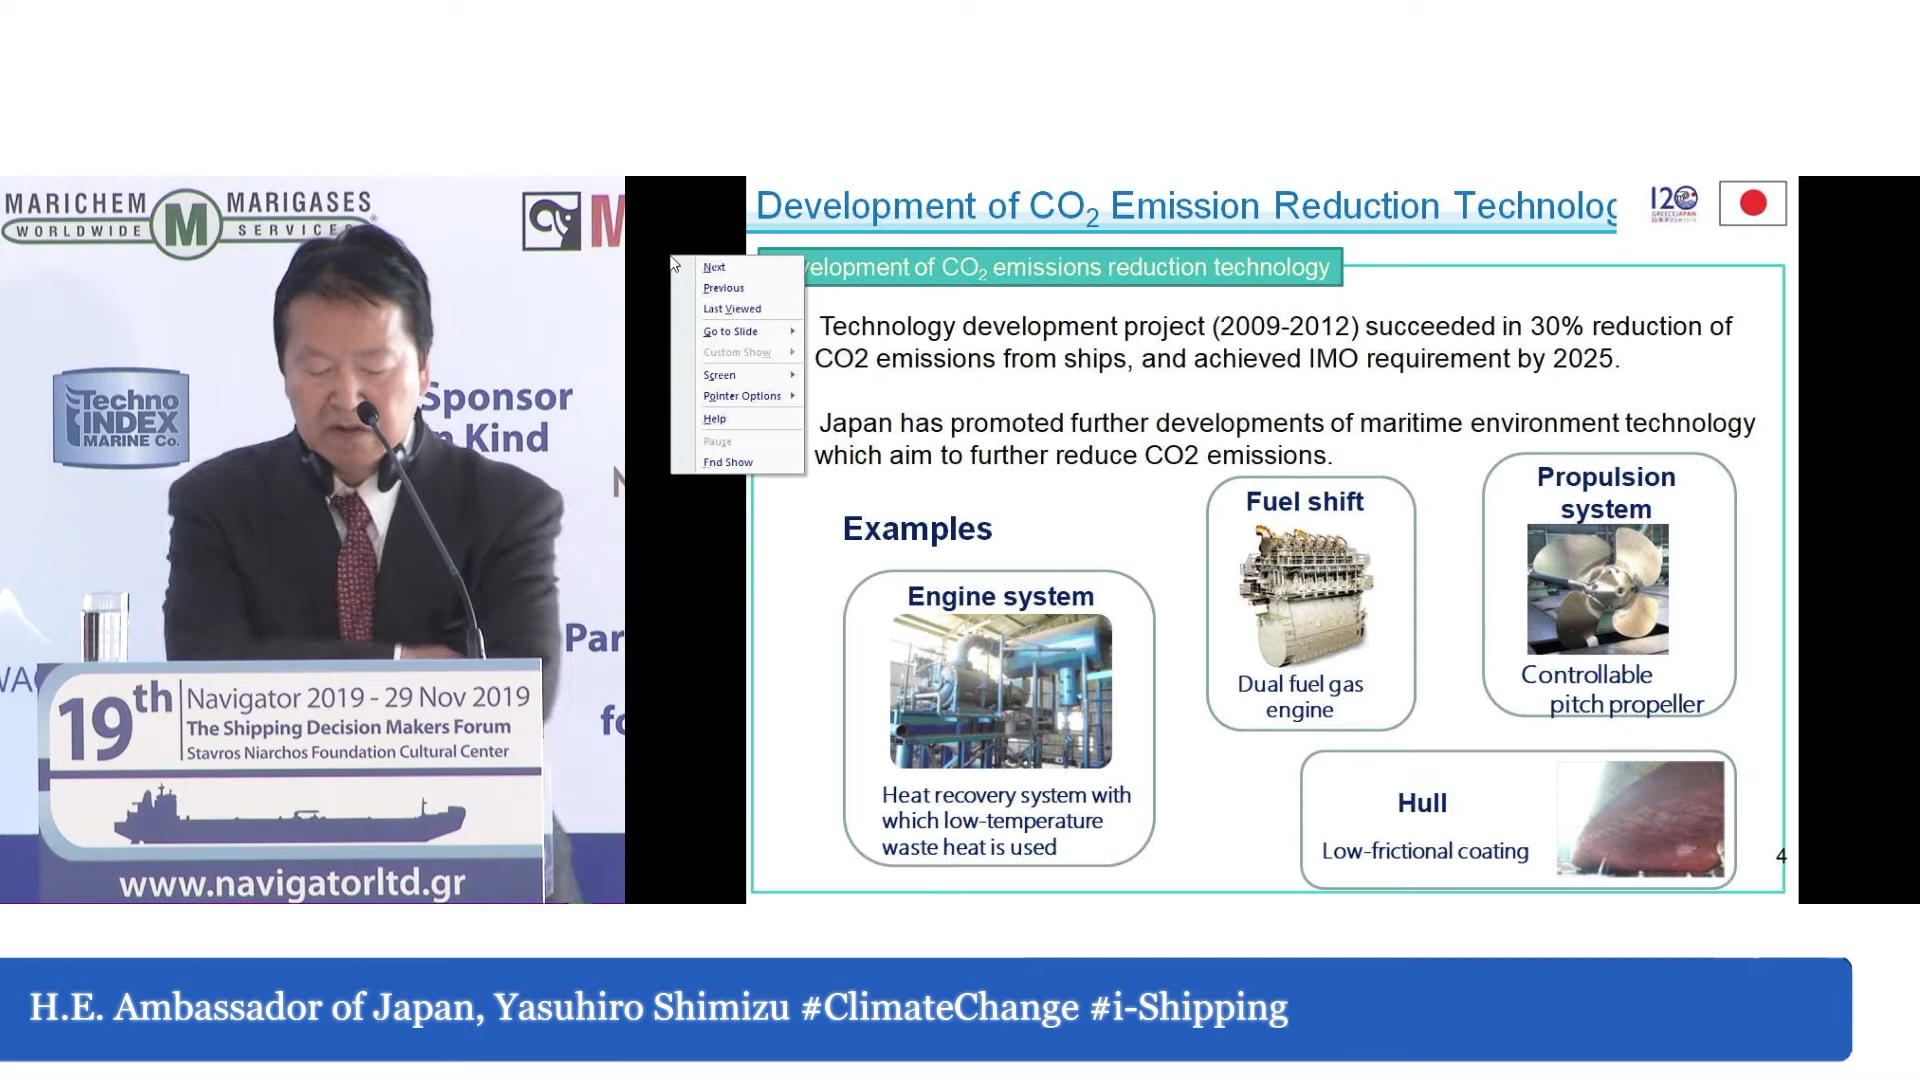 MARICHEM
WORLDWIDE
M
MARIGASES
SERVICES
M
Techno
INDEX
MARINE Co.
Sponsor
n Kind
Par
fo
19th
Navigator 2019 - 29 Nov 2019
The Shipping Decision Makers Forum
Stavros Niarchos Foundation Cultural Center
www.navigatorltd.gr
Development of CO2 Emission Reduction Technolog
120
GREECE JAPAN
velopment of CO2 emissions reduction technology
Next
Previous
Last Viewed
Go to Slide
Custom Show
Screen
Pointer Options
Help
Pause
End Show
Technology development project (2009-2012) succeeded in 30% reduction of
CO2 emissions from ships, and achieved IMO requirement by 2025.
Japan has promoted further developments of maritime environment technology
which aim to further reduce CO2 emissions.
Examples
Engine system
Heat recovery system with
which low-temperature
waste heat is used
Fuel shift
Dual fuel gas
engine
Propulsion
system
Controllable
pitch propeller
Hull
Low-frictional coating
4
H.E. Ambassador of Japan, Yasuhiro Shimizu #ClimateChange #i-Shipping